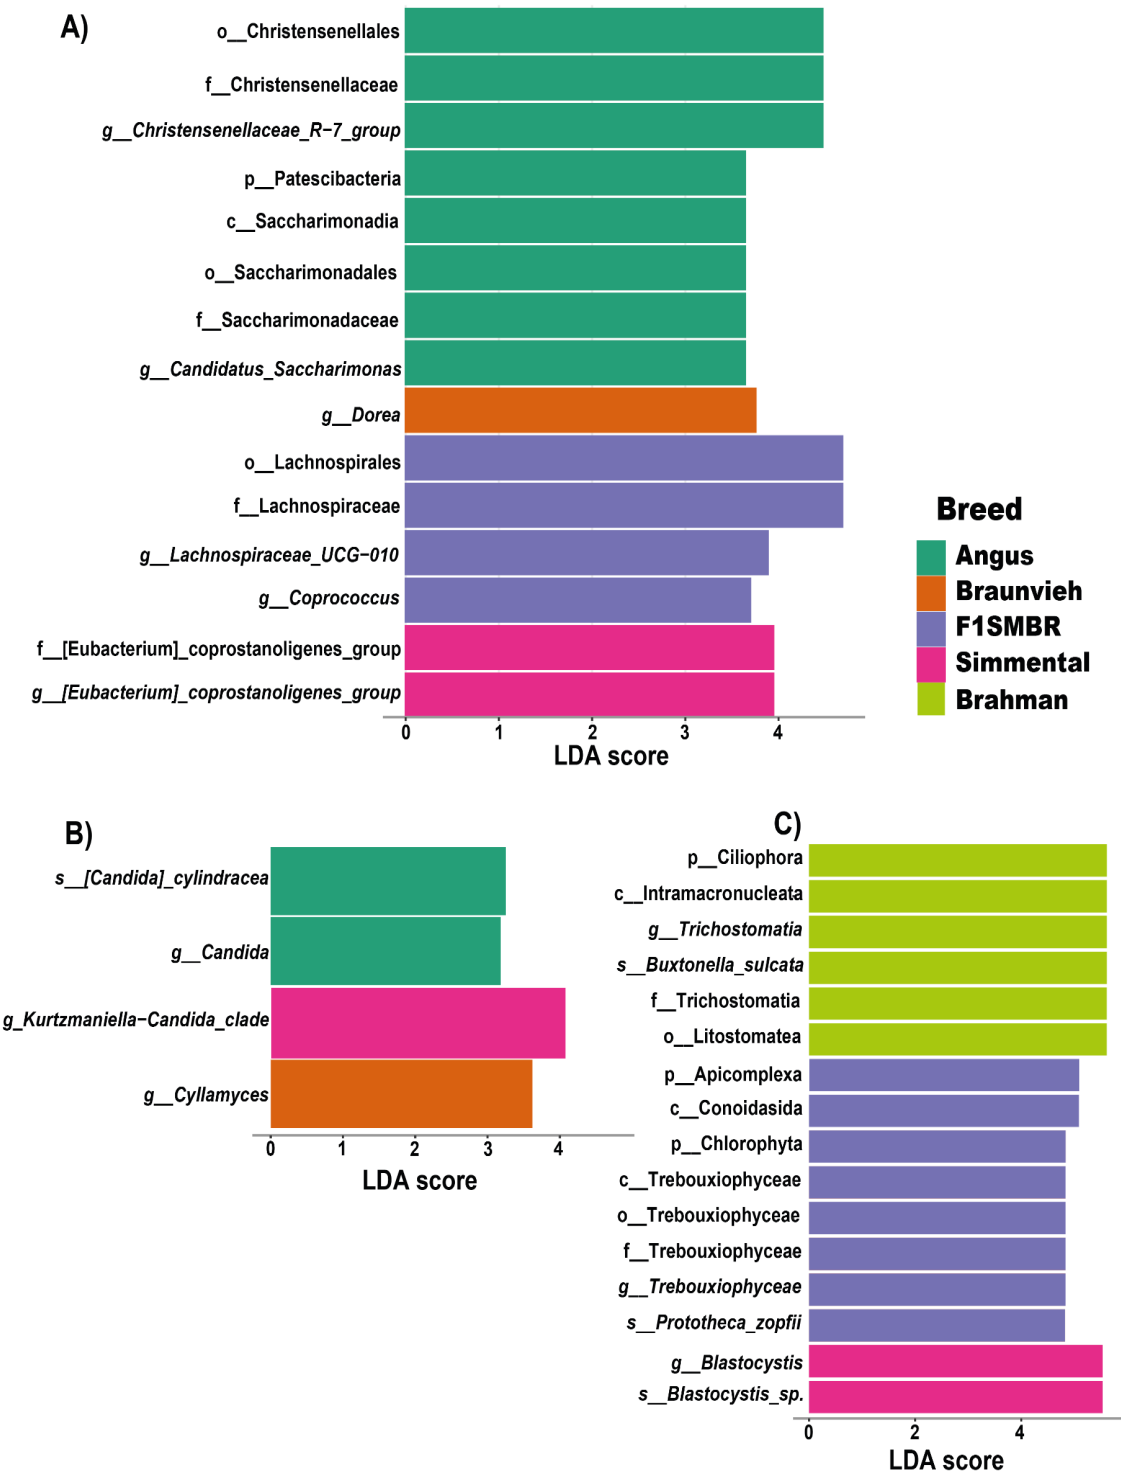 A)
o__Christensenellales
f__Christensenellaceae
g__Christensenellaceae_R−7_group
p__Patescibacteria
c__Saccharimonadia
o__Saccharimonadales
f__Saccharimonadaceae
g__Candidatus_Saccharimonas
g__Dorea
o__Lachnospirales
f__Lachnospiraceae
g__Lachnospiraceae_UCG−010
g__Coprococcus
f__[Eubacterium]_coprostanoligenes_group
g__[Eubacterium]_coprostanoligenes_group
0 1 2 3 4
LDA score
Breed
Angus
Braunvieh
F1SMBR
Simmental
Brahman
B)
s__[Candida]_cylindracea
g__Candida
g_Kurtzmaniella−Candida_clade
g__Cyllamyces
0 1 2 3 4
LDA score
C)
p__Ciliophora
c__Intramacronucleata
g__Trichostomatia
s__Buxtonella_sulcata
f__Trichostomatia
o__Litostomatea
p__Apicomplexa
c__Conoidasida
p__Chlorophyta
c__Trebouxiophyceae
o__Trebouxiophyceae
f__Trebouxiophyceae
g__Trebouxiophyceae
s__Prototheca_zopfii
g__Blastocystis
s__Blastocystis_sp.
0 2 4
LDA score